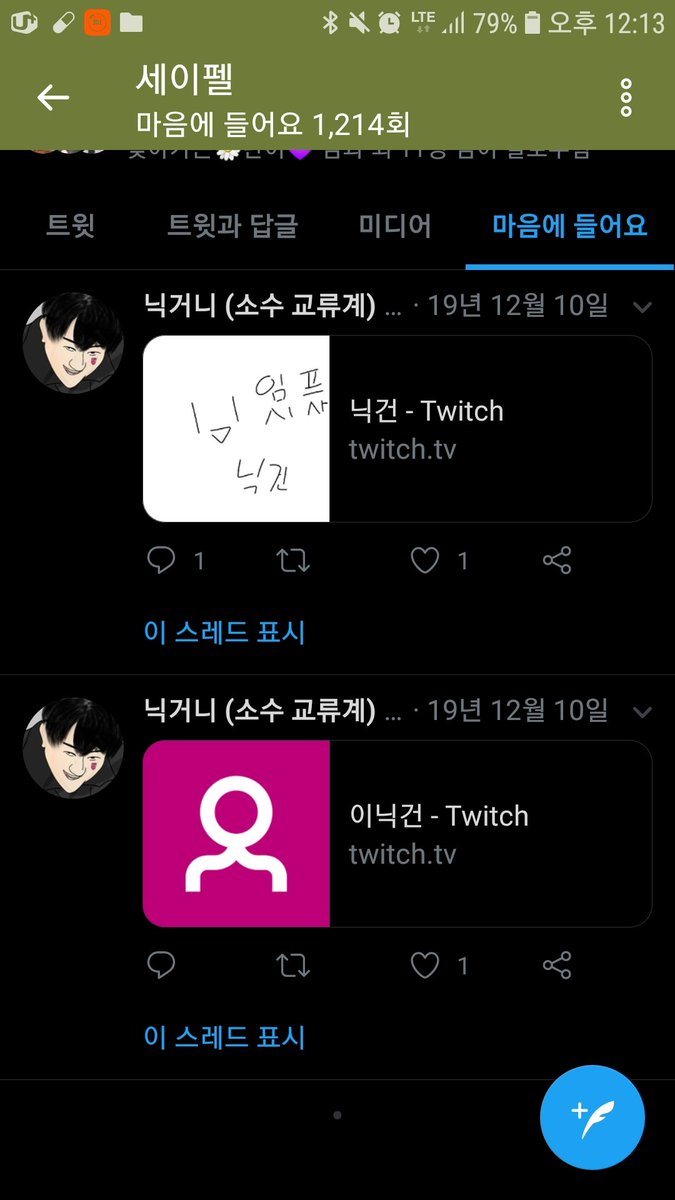 LTE 79% 오후 12:13
세이펠
마음에 들어요 1,214회
트윗 트윗과 답글 미디어 마음에 들어요
닉거니 (소수 교류계) ... · 19년 12월 10일
닉건
닉건 - Twitch
twitch.tv
1 1
이 스레드 표시
닉거니 (소수 교류계) ... · 19년 12월 10일
이닉건 - Twitch
twitch.tv
1
이 스레드 표시